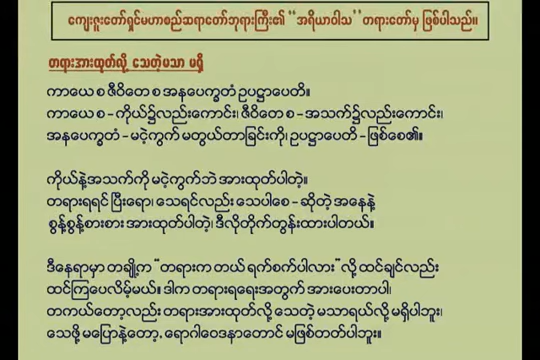 ကျေးဇူးတော်ရှင်မဟာစည်ဆရာတော်ဘုရားကြီး၏ “အရိယာဝါသ” တရားတော်မှ ဖြစ်ပါသည်။
တရားအားထုတ်လို့ သေတဲ့မသာ မရှိ
ကာယေ စ ဇီဝိတေ စ အနပေက္ခတံ ဥပဋ္ဌာပေတိ။
ကာယေ စ – ကိုယ်၌လည်းကောင်း၊ ဇီဝိတေ စ – အသက်၌လည်းကောင်း၊
အနပေက္ခတံ – မငဲ့ကွက် မတွယ်တာခြင်းကို၊ ဥပဋ္ဌာပေတိ – ဖြစ်စေ၏။
ကိုယ်နဲ့အသက်ကို မငဲ့ကွက်ဘဲ အားထုတ်ပါတဲ့။
တရားရရင် ပြီးရော၊ သေရင်လည်း သေပါစေ – ဆိုတဲ့ အနေနဲ့
စွန့်စွန့်စားစား အားထုတ်ပါတဲ့၊ ဒီလိုတိုက်တွန်းထားပါတယ်။
ဒီနေရာမှာ တချို့က “တရားက တယ် ရက်စက်ပါလား” လို့ ထင်ချင်လည်း
ထင်ကြပေလိမ့်မယ်။ ဒါက တရားရရေးအတွက် အားပေးတာပါ၊
တကယ်တော့လည်း တရားအားထုတ်လို့ သေတဲ့ မသာရယ်လို့ မရှိပါဘူး၊
သေဖို့ မပြောနဲ့တော့၊ ရောဂါဝေဒနာတောင် မဖြစ်တတ်ပါဘူး။